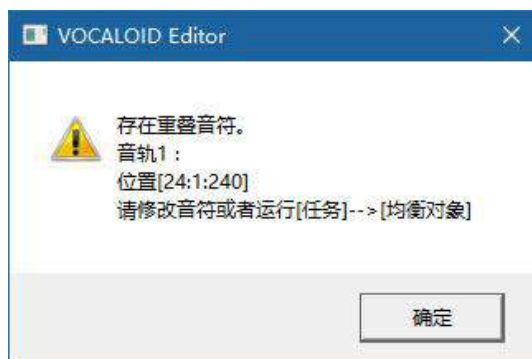 VOCALOID Editor
存在重叠音符。
音轨1：
位置[24:1:240]
请修改音符或者运行[任务]-->[均衡对象]
确定